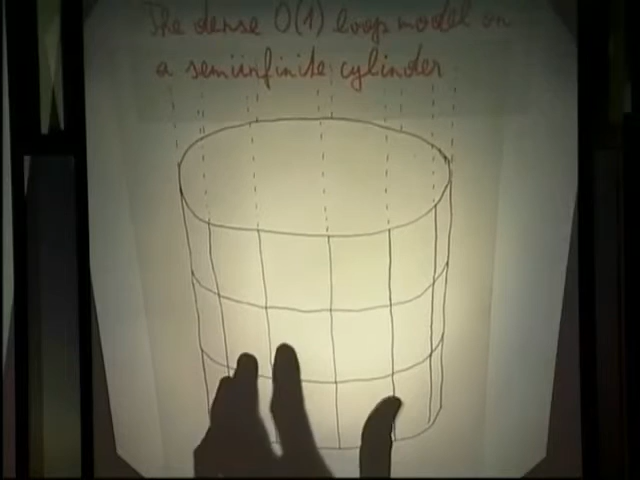 The dense O(1) loop model on
a semiinfinite cylinder